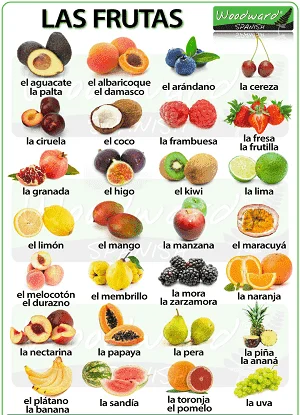 LAS FRUTAS
Woodward®
SPANISH
el aguacate
la palta
el albaricoque
el damasco
el arándano
la cereza
la ciruela
el coco
la frambuesa
la fresa
la frutilla
la granada
el higo
el kiwi
la lima
el limón
el mango
la manzana
el maracuyá
el melocotón
el durazno
el membrillo
la mora
la zarzamora
la naranja
la nectarina
la papaya
la pera
la piña
la ananá
el plátano
la banana
la sandía
la toronja
el pomelo
la uva